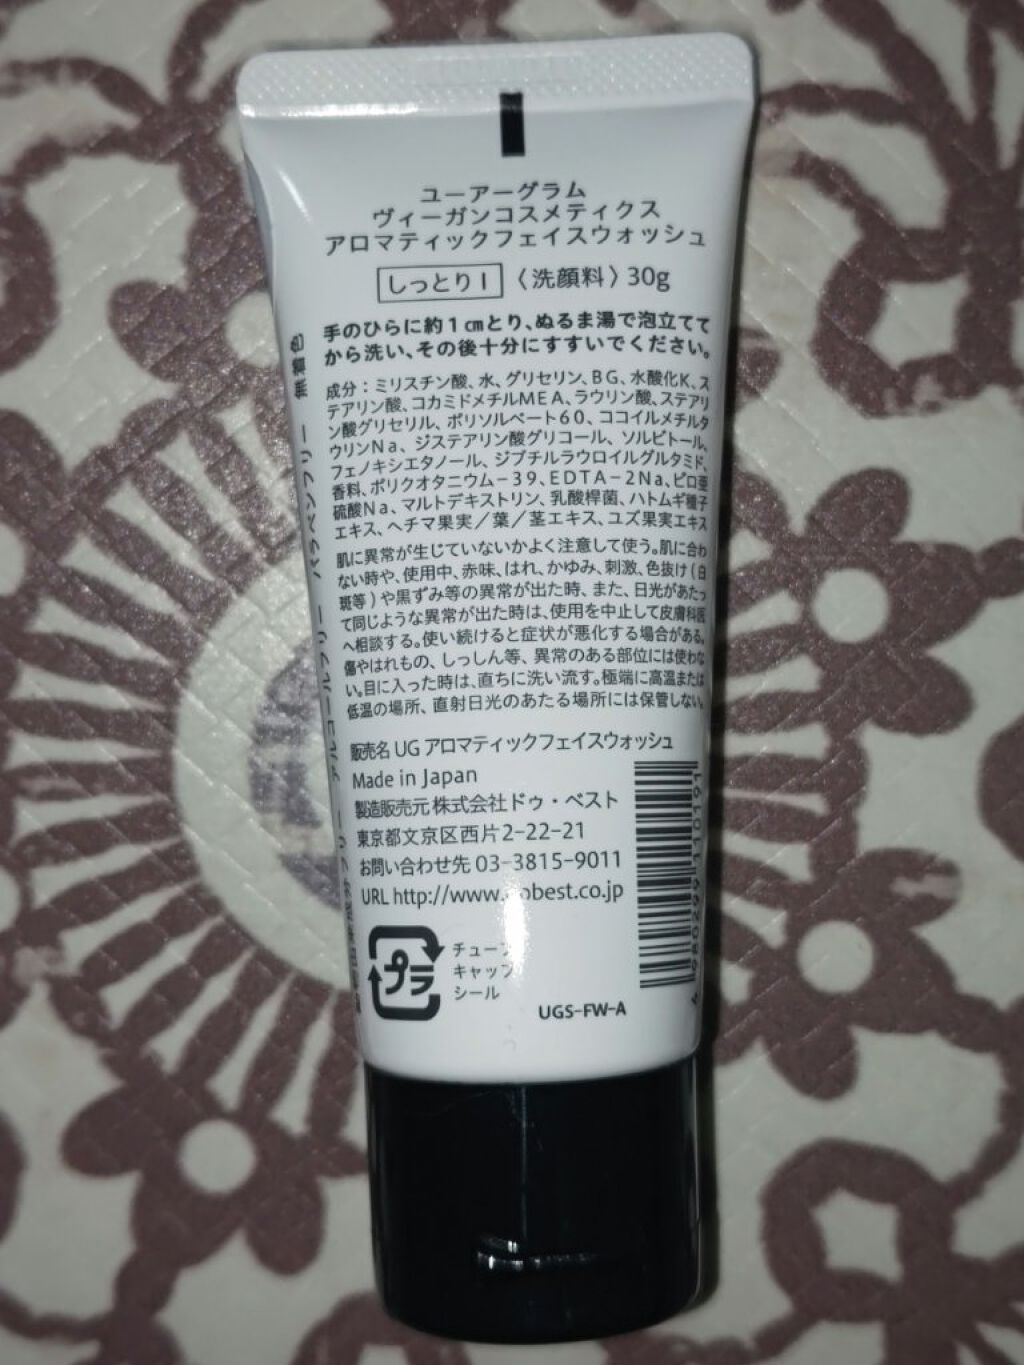 ユーアーグラム
ヴィーガンコスメティクス
アロマティックフェイスウォッシュ
しっとりI 〈洗顔料〉30g
手のひらに約1㎝とり、ぬるま湯で泡立てて
から洗い、その後十分にすすいでください。
成分：ミリスチン酸、水、グリセリン、BG、水酸化K、ス
テアリン酸、コカミドメチルMEA、ラウリン酸、ステアリ
ン酸グリセリル、ポリソルベート60、ココイルメチルタ
ウリンNa、ジステアリン酸グリコール、ソルビトール、
フェノキシエタノール、ジブチルラウロイルグルタミド、
香料、ポリクオタニウム-39、EDTA-2Na、ピロ亜
硫酸Na、マルトデキストリン、乳酸桿菌、ハトムギ種子
エキス、ヘチマ果実／葉／茎エキス、ユズ果実エキス
肌に異常が生じていないかよく注意して使う。肌に合わ
ない時や、使用中、赤味、はれ、かゆみ、刺激、色抜け（白
斑等）や黒ずみ等の異常が出た時、また、日光があたっ
て同じような異常が出た時は、使用を中止して皮膚科医
へ相談する。使い続けると症状が悪化する場合がある。
傷やはれもの、しっしん等、異常のある部位には使わな
い。目に入った時は、直ちに洗い流す。極端に高温または
低温の場所、直射日光のあたる場所には保管しない。
販売名 UG アロマティックフェイスウォッシュ
Made in Japan
製造販売元 株式会社ドゥ・ベスト
東京都文京区西片2-22-21
お問い合わせ先 03-3815-9011
URL
プラ
チューブ
キャップ
シール
UGS-FW-A
アルコールフリー パラベンフリー 無着色